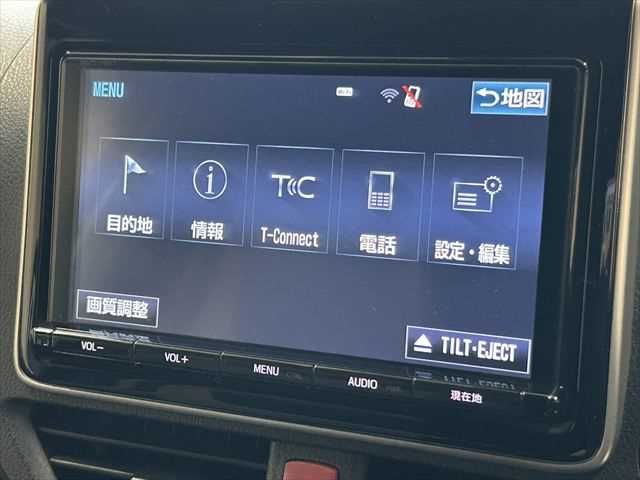 MENU
地図
目的地
情報
T-Connect
電話
設定・編集
画質調整
TILT・EJECT
VOL−
VOL+
MENU
AUDIO
現在地